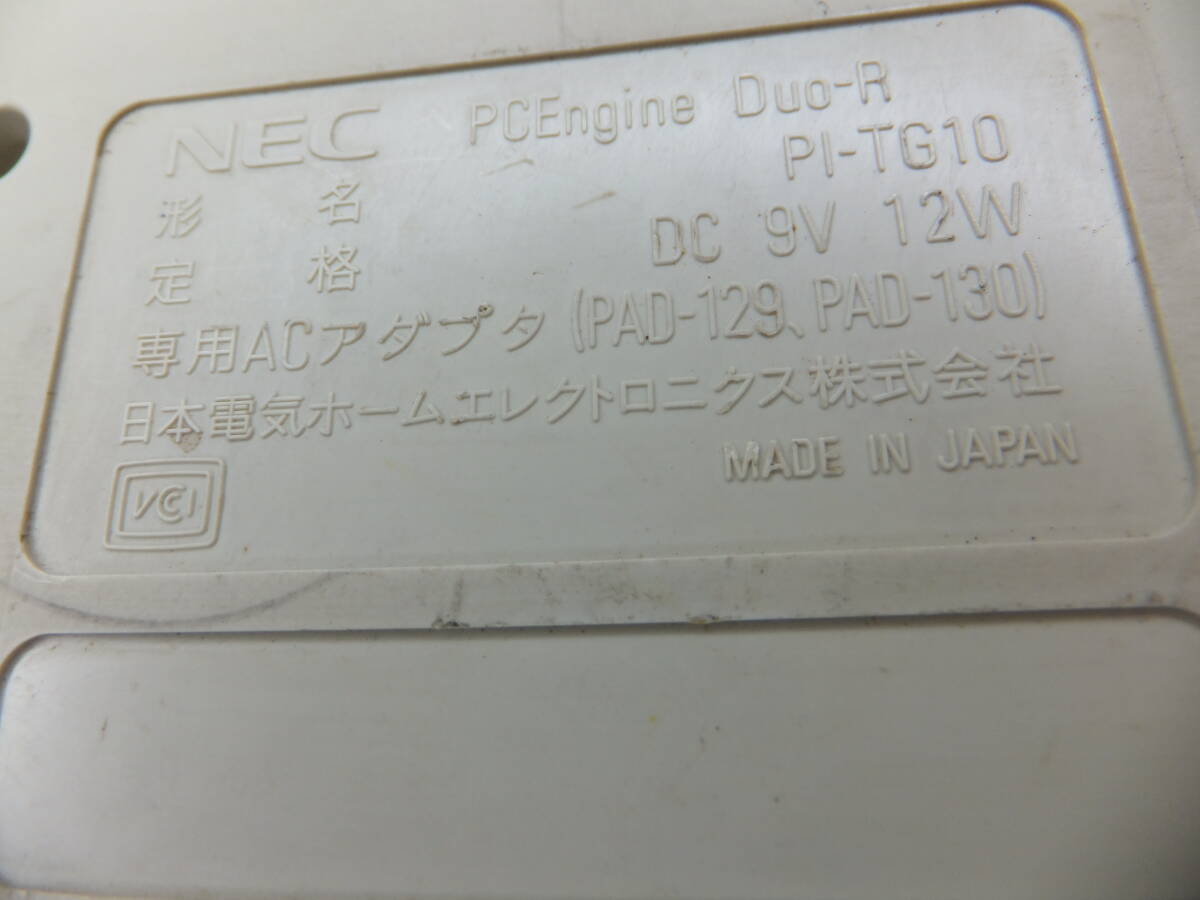 NEC PCEngine Duo-R
形名 PI-TG10
定格 DC 9V 12W
専用ACアダプタ(PAD-129、PAD-130)
日本電気ホームエレクトロニクス株式会社
VCCI MADE IN JAPAN